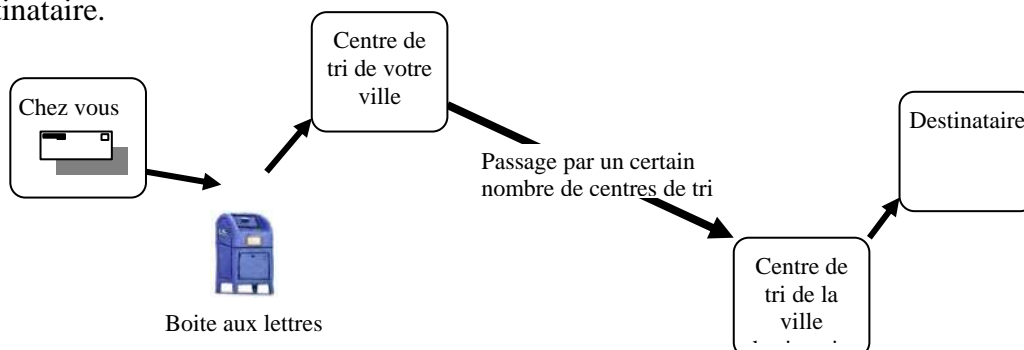 tinataire.
Centre de
tri de votre
ville
Chez vous
Destinataire
Passage par un certain
nombre de centres de tri
Centre de
tri de la
ville
Boite aux lettres